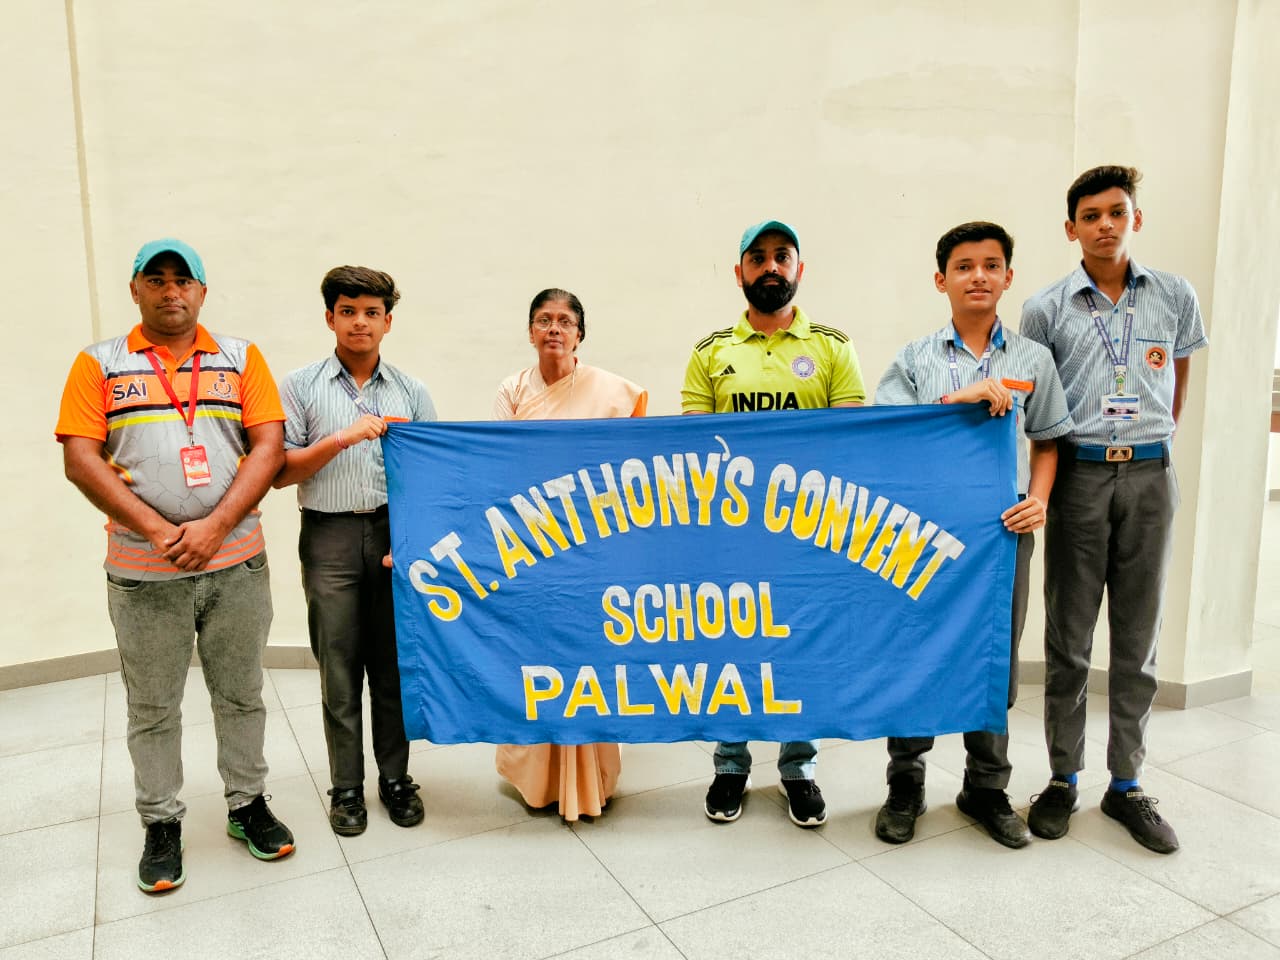 SAI
INDIA
ST. ANTHONY'S CONVENT
SCHOOL
PALWAL